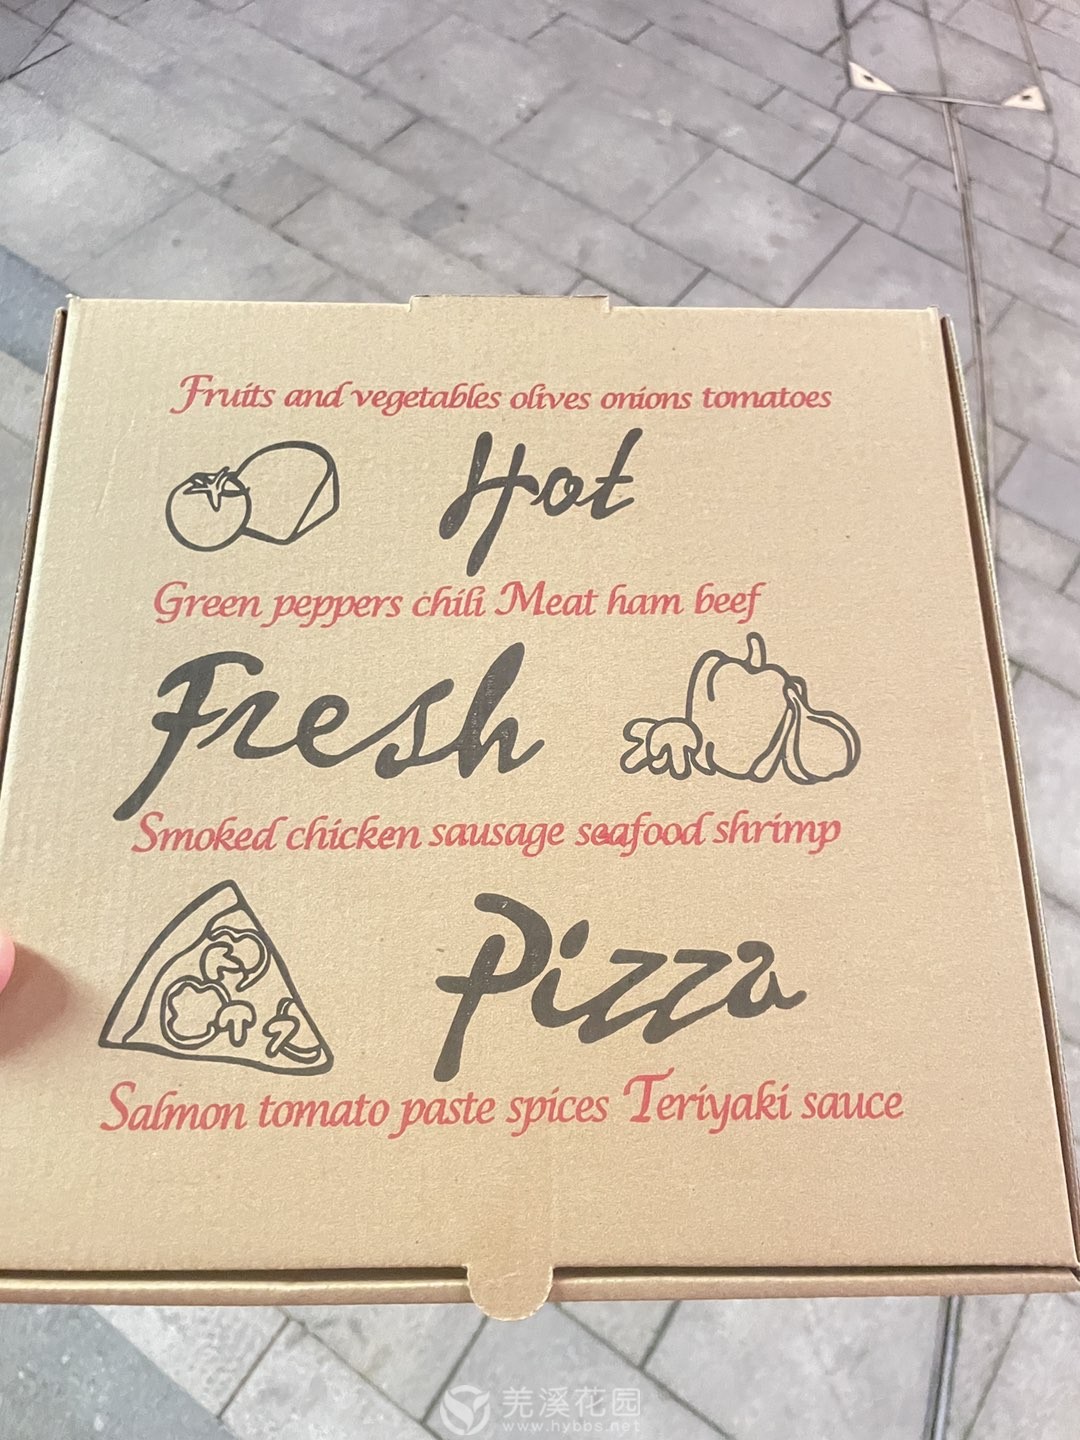 Fruits and vegetables olives onions tomatoes
Hot
Green peppers chili Meat ham beef
Fresh
Smoked chicken sausage seafood shrimp
Pizza
Salmon tomato paste spices Teriyaki sauce
羌溪花园
www.hybbs.net